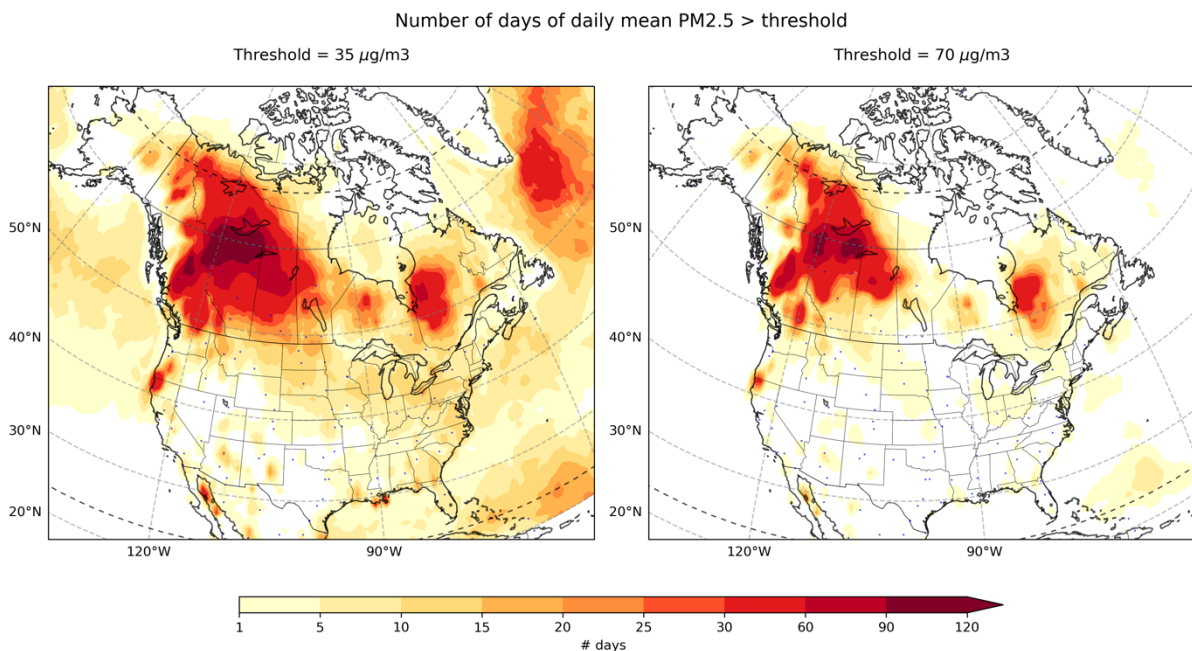 Number of days of daily mean PM2.5 > threshold
Threshold = 35 μg/m3
Threshold = 70 μg/m3
50°N
40°N
30°N
20°N
120°W
90°W
50°N
40°N
30°N
20°N
120°W
90°W
1 5 10 15 20 25 30 60 90 120
# days